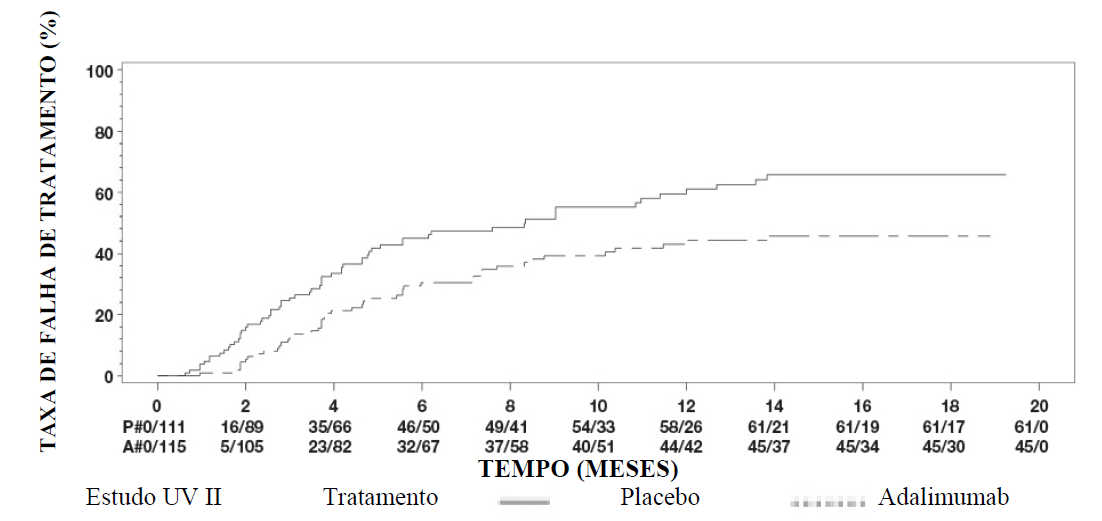 TAXA DE FALHA DE TRATAMENTO (%)
100
80
60
40
20
0
0 2 4 6 8 10 12 14 16 18 20
P#0/111 16/89 35/66 46/50 49/41 54/33 58/26 61/21 61/19 61/17 61/0
A#0/115 5/105 23/82 32/67 37/58 40/51 44/42 45/37 45/34 45/30 45/0
TEMPO (MESES)
Estudo UV II Tratamento Placebo Adalimumab